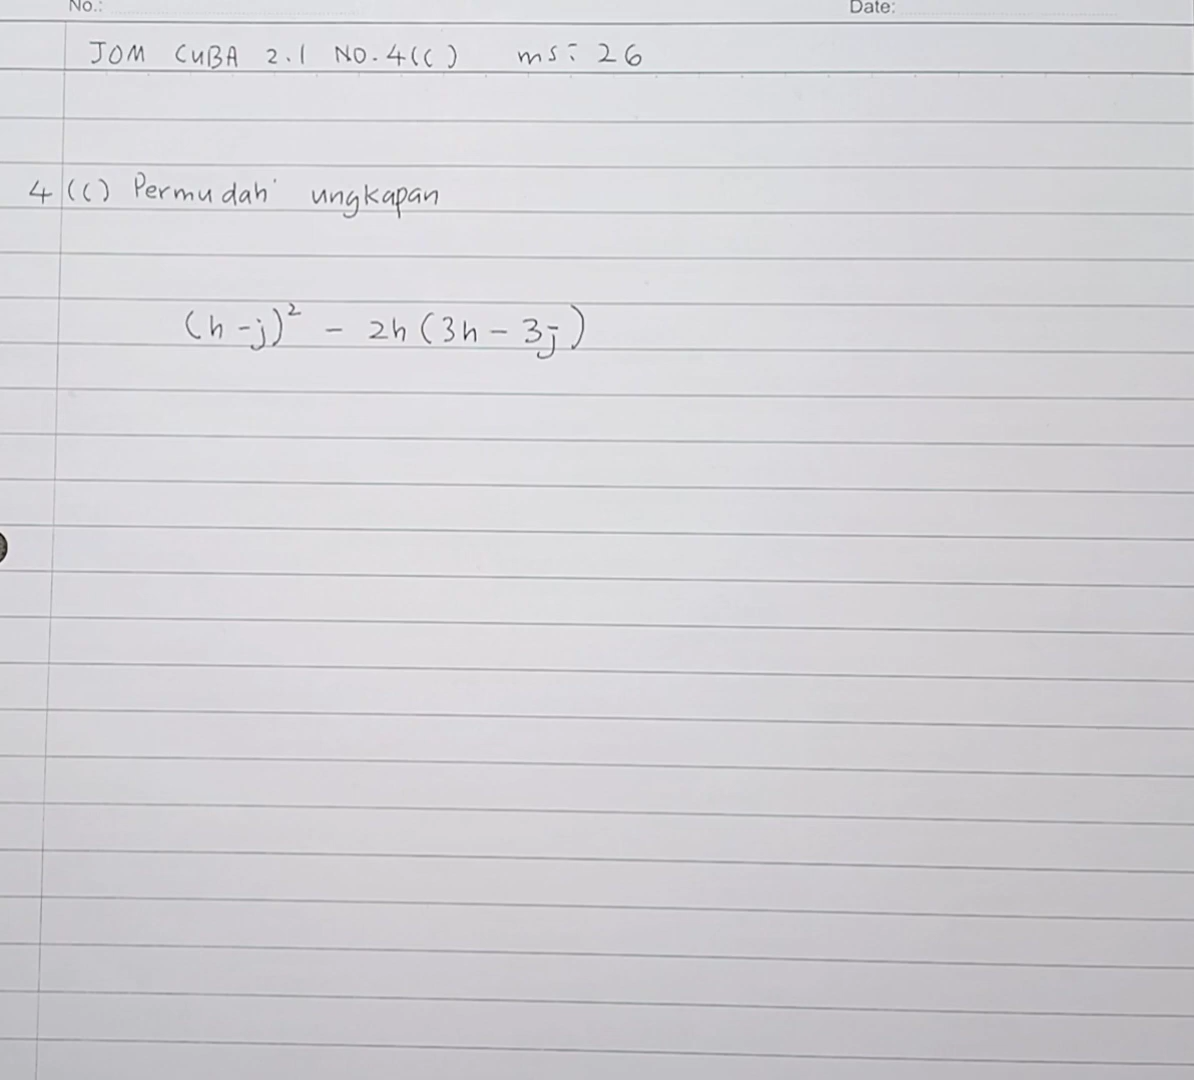 No.: Date:
JOM CUBA 2.1 NO. 4(c) ms: 26
4 (c) Permudah ungkapan
(h - j)² - 2h (3h - 3j)